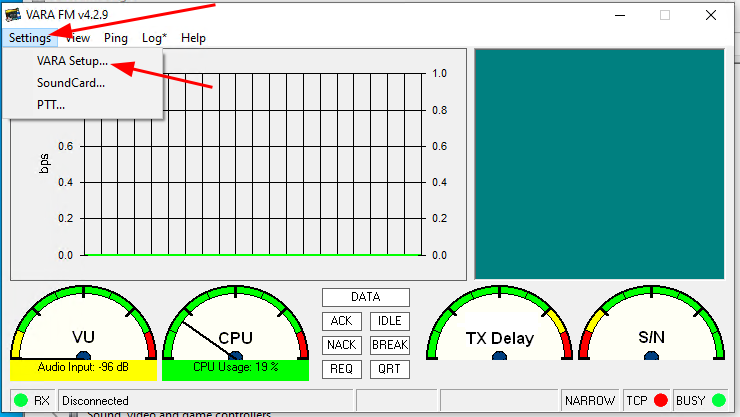 VARA FM v4.2.9
Settings View Ping Log* Help
VARA Setup...
SoundCard...
PTT...
1.0
0.8
0.6 0.6
0.4 0.4
0.2 0.2
0.0 0.0
bps
DATA
ACK IDLE
NACK BREAK
REQ QRT
VU CPU TX Delay S/N
Audio Input: -96 dB CPU Usage: 19 %
RX Disconnected NARROW TCP BUSY
Sound, video and game controllers